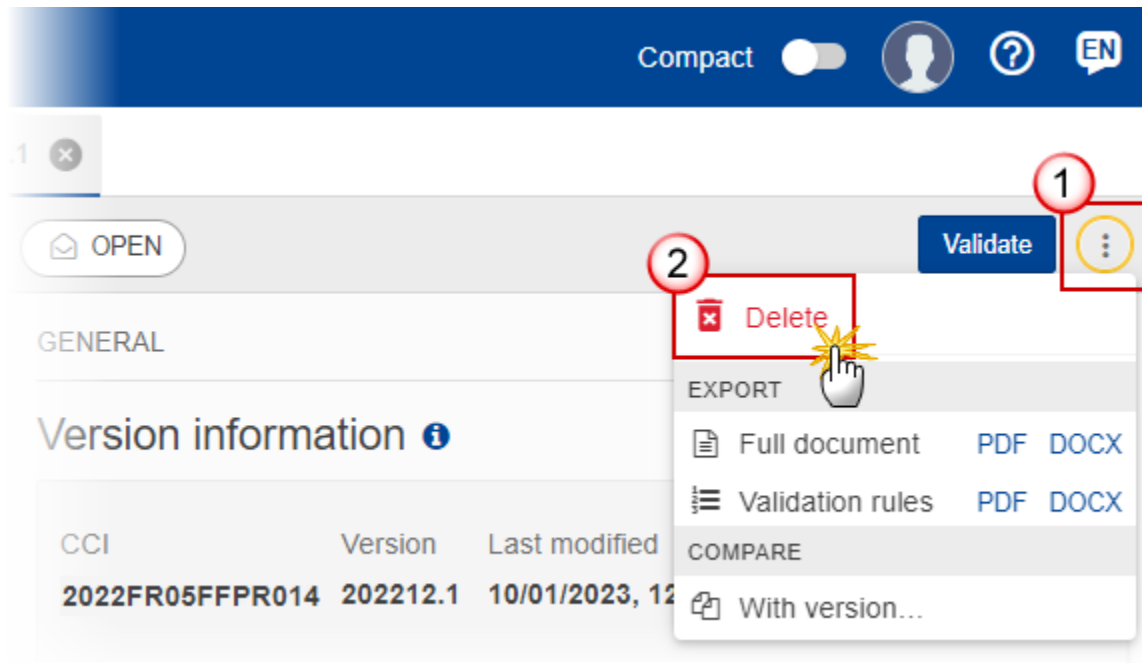 Compact EN
.1
1
OPEN Validate
2
Delete
GENERAL
EXPORT
Version information
Full document PDF DOCX
Validation rules PDF DOCX
CCI Version Last modified
COMPARE
2022FR05FFPR014 202212.1 10/01/2023, 12
With version...